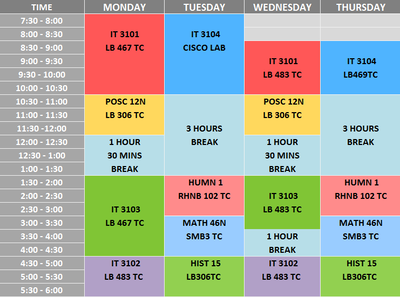 TIME MONDAY TUESDAY WEDNESDAY THURSDAY
7:30 - 8:00
8:00 - 8:30 IT 3101 IT 3104
8:30 - 9:00 LB 467 TC CISCO LAB
9:00 - 9:30 IT 3101 IT 3104
9:30 - 10:00 LB 483 TC LB469TC
10:00 - 10:30
10:30 - 11:00 POSC 12N POSC 12N
11:00 - 11:30 LB 306 TC LB 306 TC
11:30 -12:00 3 HOURS 3 HOURS
12:00 - 12:30 1 HOUR BREAK 1 HOUR BREAK
12:30 - 1:00 30 MINS 30 MINS
1:00 - 1:30 BREAK BREAK
1:30 - 2:00 HUMN 1 HUMN 1
2:00 - 2:30 RHNB 102 TC IT 3103 RHNB 102 TC
2:30 - 3:00 IT 3103 LB 483 TC
3:00 - 3:30 LB 467 TC MATH 46N MATH 46N
3:30 - 4:00 SMB3 TC 1 HOUR SMB3 TC
4:00 - 4:30 BREAK
4:30 - 5:00 IT 3102 HIST 15 IT 3102 HIST 15
5:00 - 5:30 LB 483 TC LB306TC LB 483 TC LB306TC
5:30 - 6:00